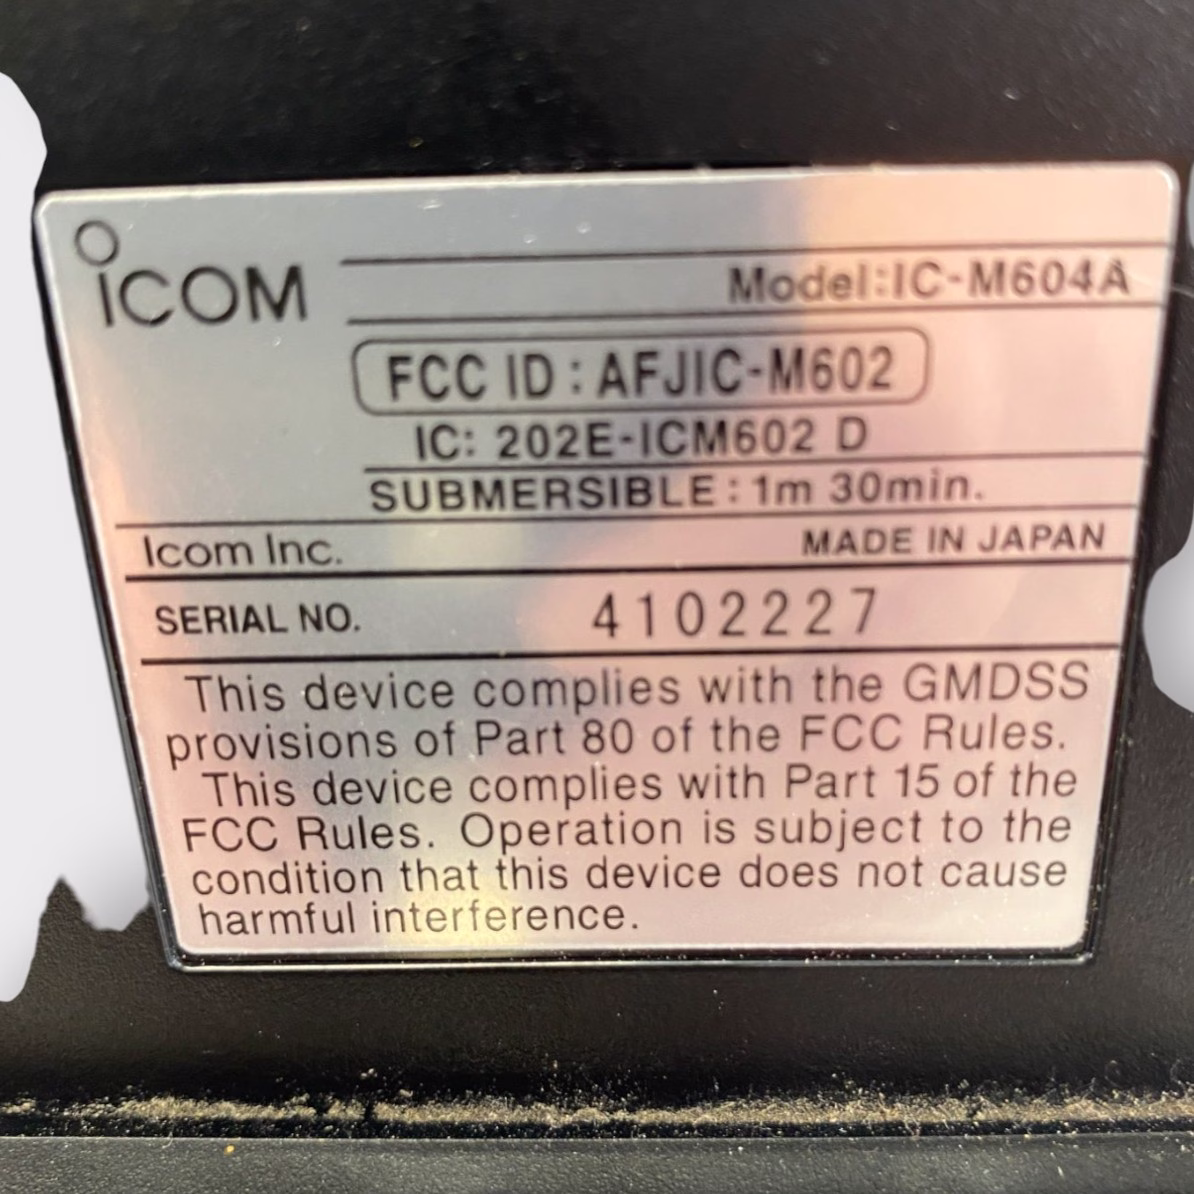 ICOM
Model:IC-M604A
FCC ID : AFJIC-M602
IC: 202E-ICM602 D
SUBMERSIBLE : 1m 30min.
Icom Inc. MADE IN JAPAN
SERIAL NO. 4102227
This device complies with the GMDSS
provisions of Part 80 of the FCC Rules.
This device complies with Part 15 of the
FCC Rules. Operation is subject to the
condition that this device does not cause
harmful interference.